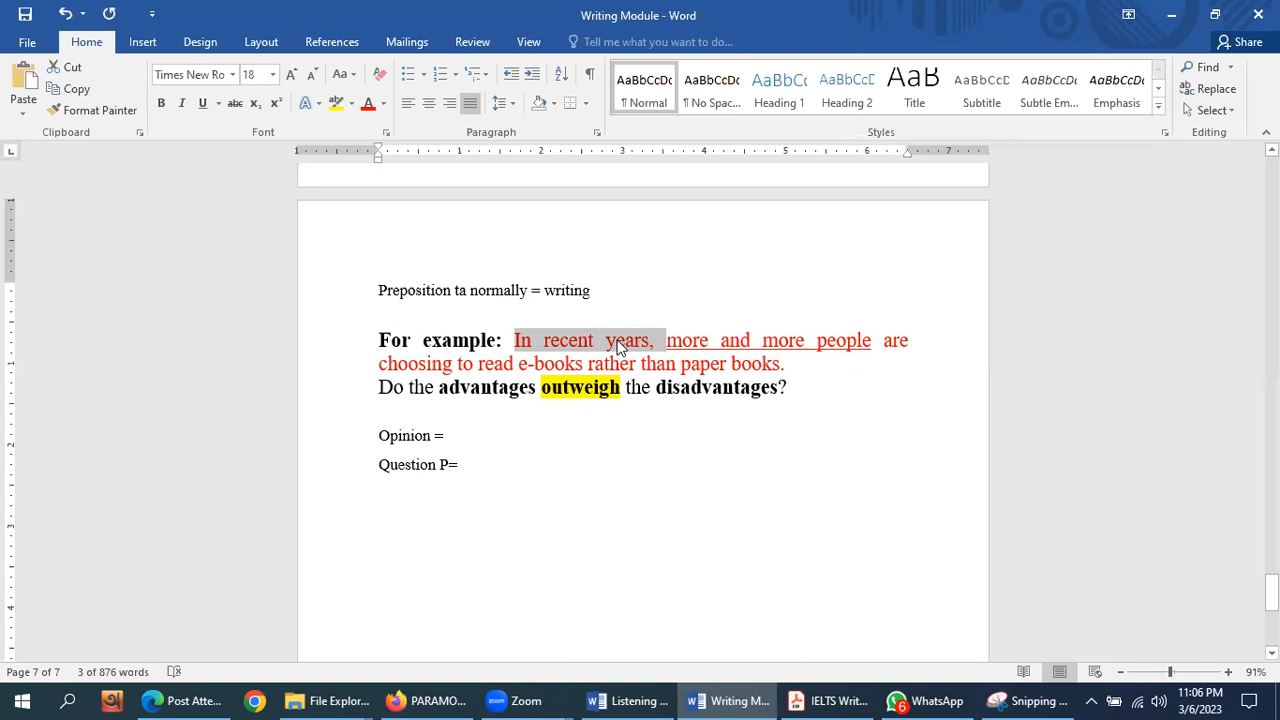 Writing Module - Word
File Home Insert Design Layout References Mailings Review View Tell me what you want to do... Share
Cut
Copy
Format Painter
Paste
Clipboard
Times New Ro 18
Font
Paragraph
AaBbCcDc AaBbCcDc AaBbCc AaBbCcC AaB AaBbCcD AaBbCcDc AaBbCcDc
¶ Normal ¶ No Spac... Heading Heading 2 Title Subtitle Subtle Em... Emphasis
Styles
Find
Replace
Select
Editing
Preposition ta normally = writing
For example: In recent years, more and more people are
choosing to read e-books rather than paper books.
Do the advantages outweigh the disadvantages?
Opinion =
Question P=
Page 7 of 7 3 of 876 words 91%
Post Atte... File Explor... PARAMO... Zoom Listening ... Writing M... IELTS Writ... WhatsApp 6 Snipping ...
11:06 PM
3/6/2023